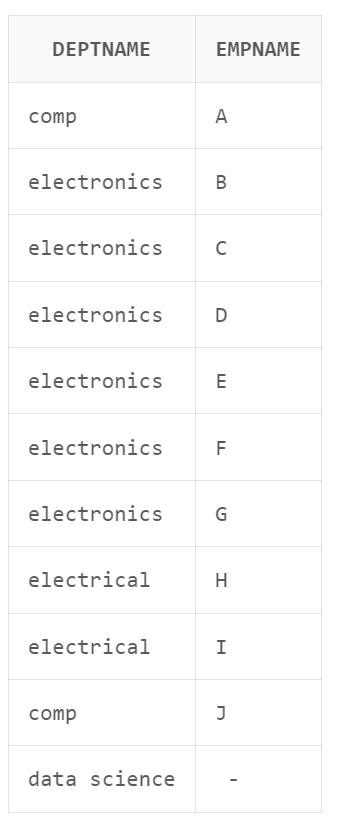 DEPTNAME EMPNAME
comp A
electronics B
electronics C
electronics D
electronics E
electronics F
electronics G
electrical H
electrical I
comp J
data science -